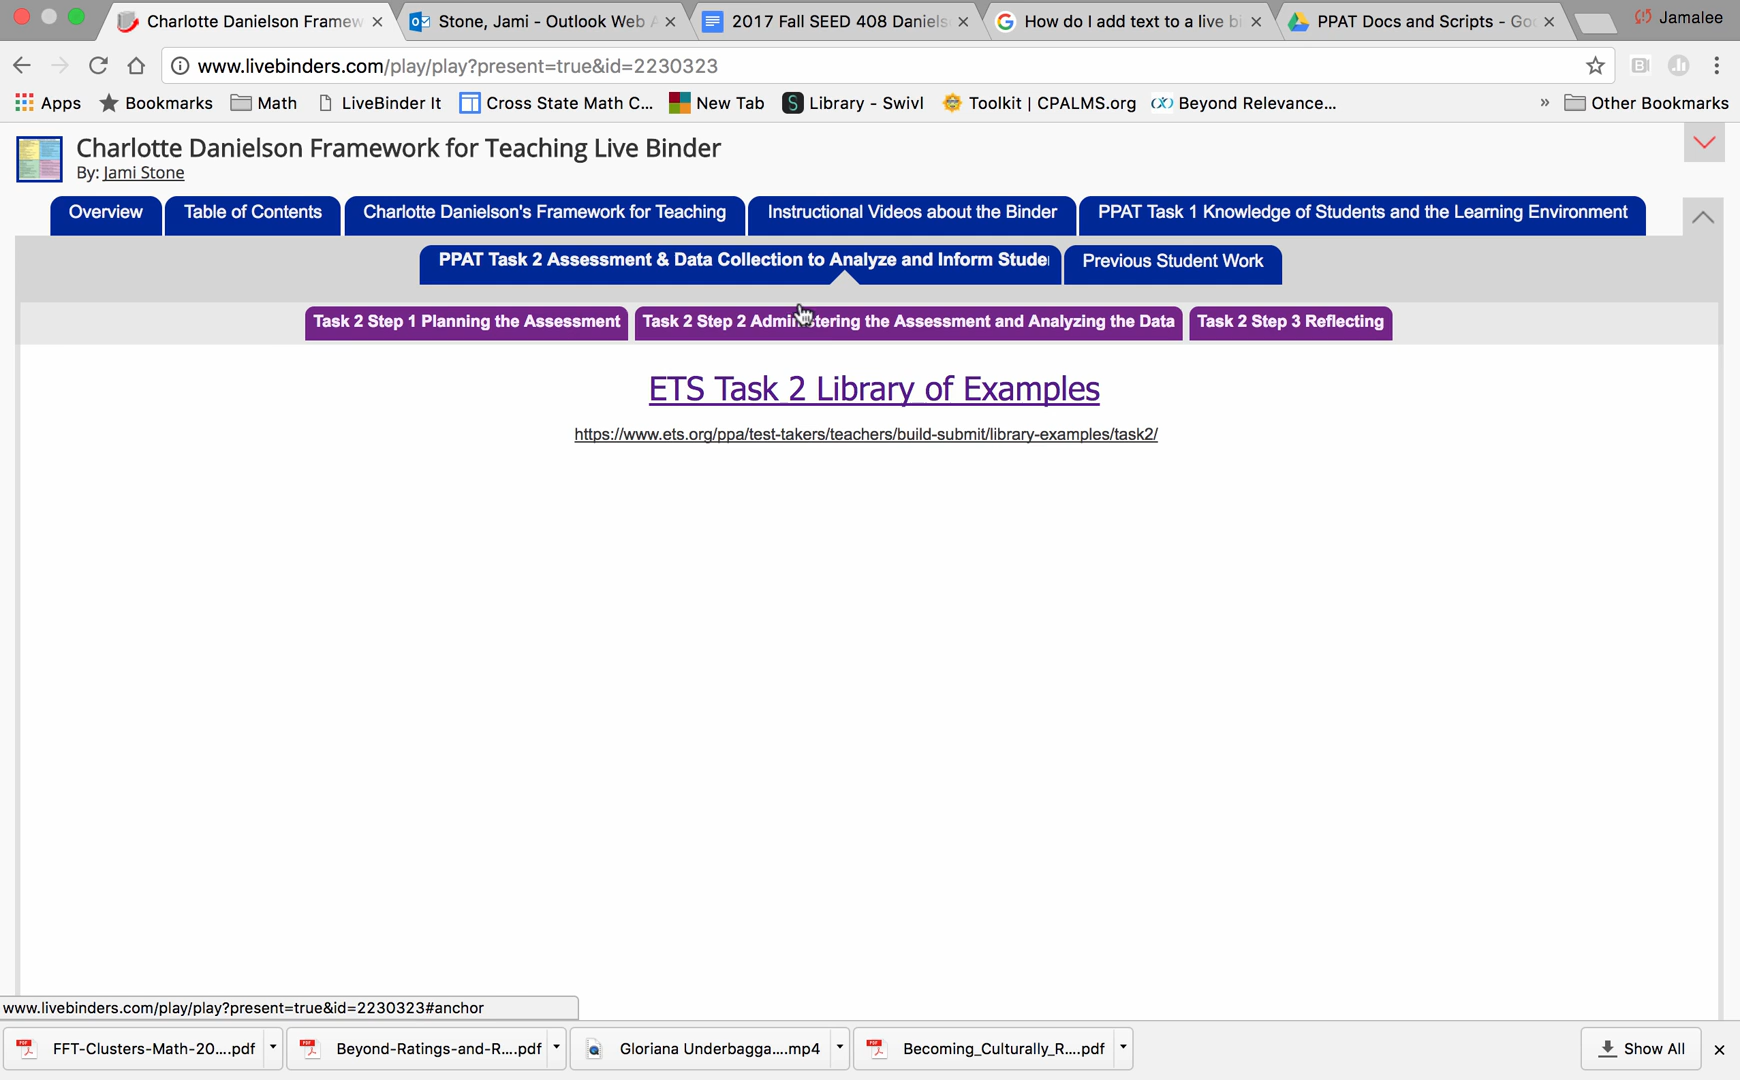 Charlotte Danielson Framew
Stone, Jami - Outlook Web A
2017 Fall SEED 408 Daniels
How do I add text to a live bi
PPAT Docs and Scripts - Goo
Jamalee
www.livebinders.com/play/play?present=true&id=2230323
Apps
Bookmarks
Math
LiveBinder It
Cross State Math C...
New Tab
Library - Swivl
Toolkit | CPALMS.org
Beyond Relevance...
»
Other Bookmarks
Charlotte Danielson Framework for Teaching Live Binder
By: Jami Stone
Overview
Table of Contents
Charlotte Danielson's Framework for Teaching
Instructional Videos about the Binder
PPAT Task 1 Knowledge of Students and the Learning Environment
PPAT Task 2 Assessment & Data Collection to Analyze and Inform Stude
Previous Student Work
Task 2 Step 1 Planning the Assessment
Task 2 Step 2 Administering the Assessment and Analyzing the Data
Task 2 Step 3 Reflecting
ETS Task 2 Library of Examples
https://www.ets.org/ppa/test-takers/teachers/build-submit/library-examples/task2/
www.livebinders.com/play/play?present=true&id=2230323#anchor
FFT-Clusters-Math-20....pdf
Beyond-Ratings-and-R....pdf
Gloriana Underbagga....mp4
Becoming_Culturally_R....pdf
Show All